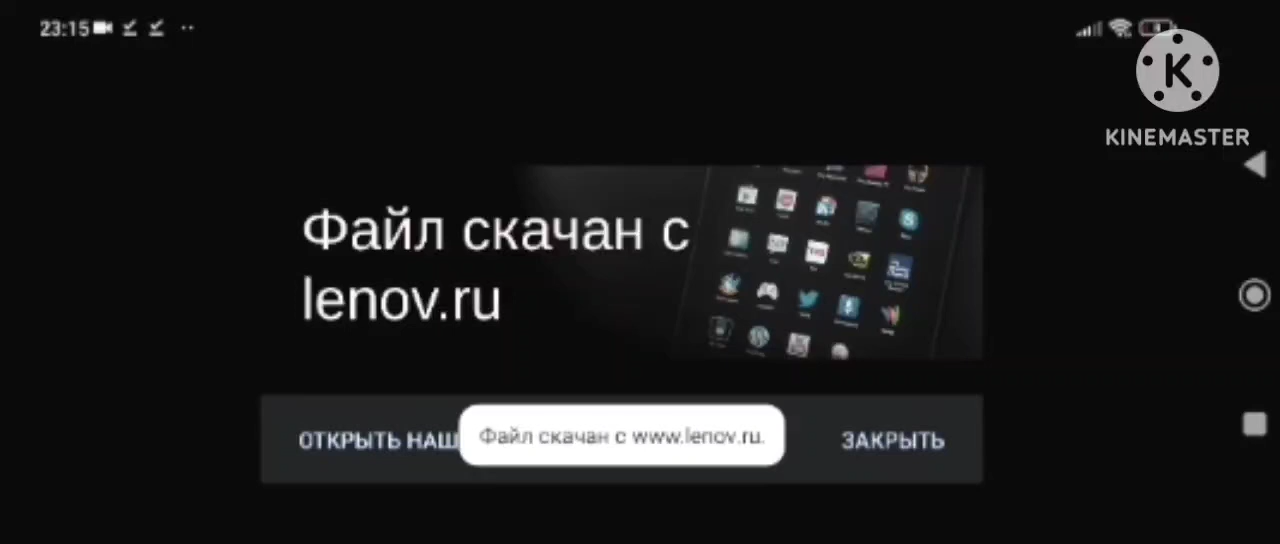 23:15
K
KINEMASTER
Файл скачан с
lenov.ru
ОТКРЫТЬ НАШ
Файл скачан с www.lenov.ru.
ЗАКРЫТЬ